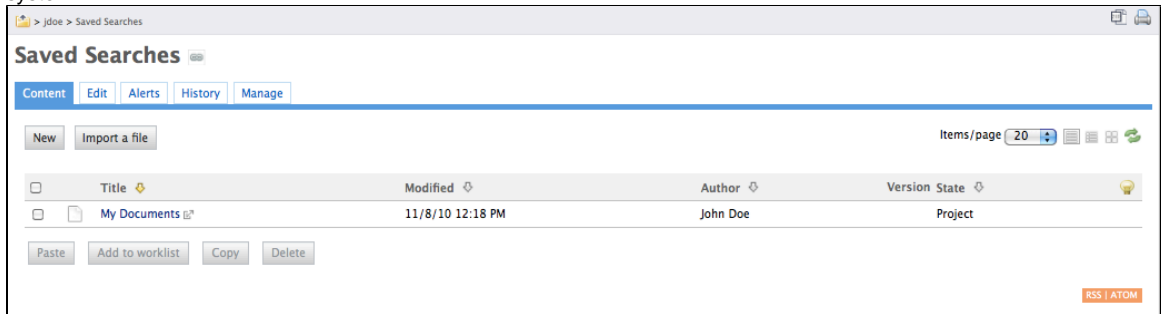 > jdoe > Saved Searches
Saved Searches
Content Edit Alerts History Manage
New Import a file Items/page 20
Title Modified Author Version State
My Documents 11/8/10 12:18 PM John Doe Project
Paste Add to worklist Copy Delete
RSS | ATOM